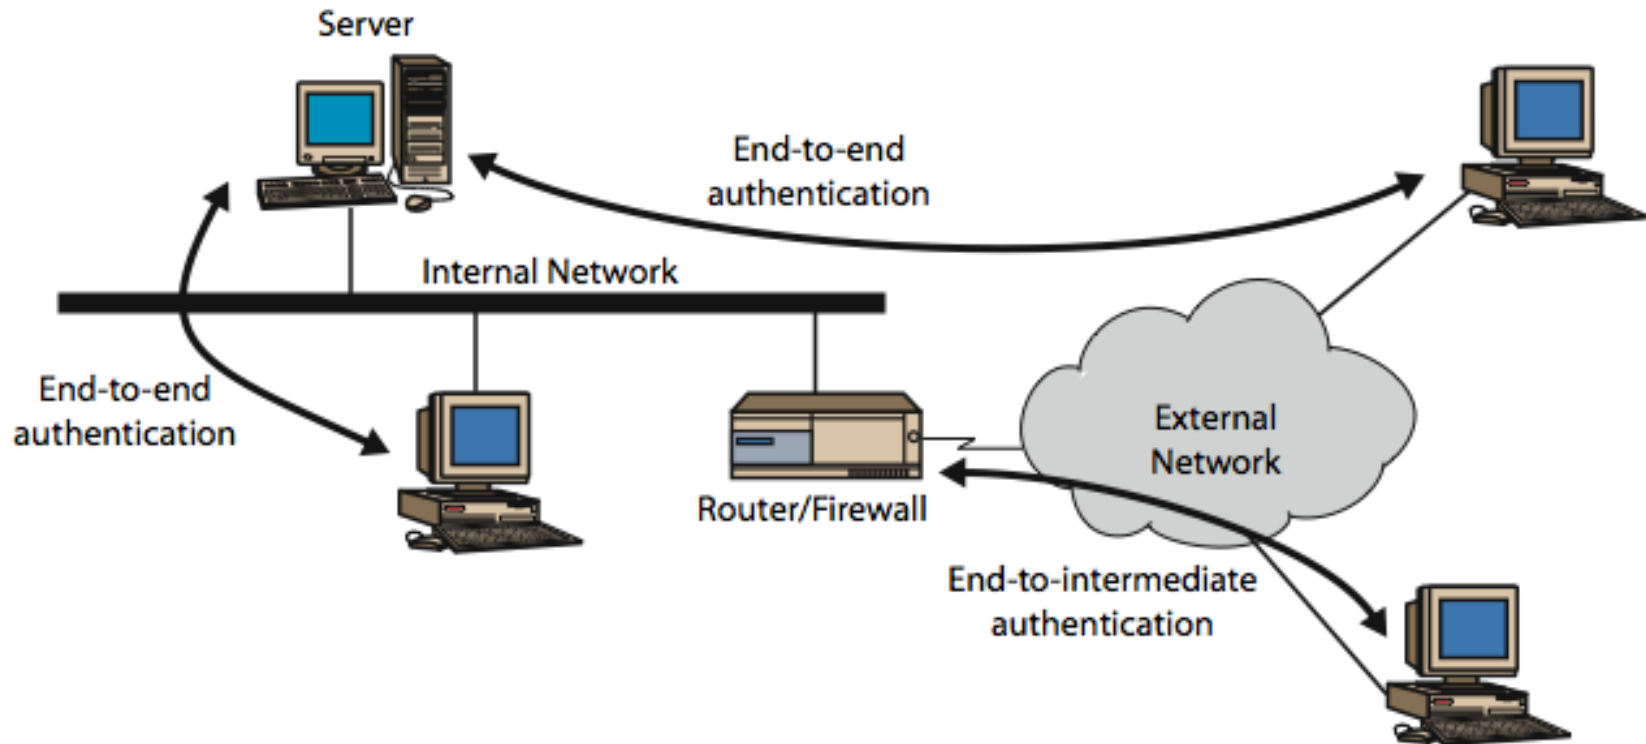 Server
End-to-end
authentication
Internal Network
End-to-end
authentication
External
Network
Router/Firewall
End-to-intermediate
authentication